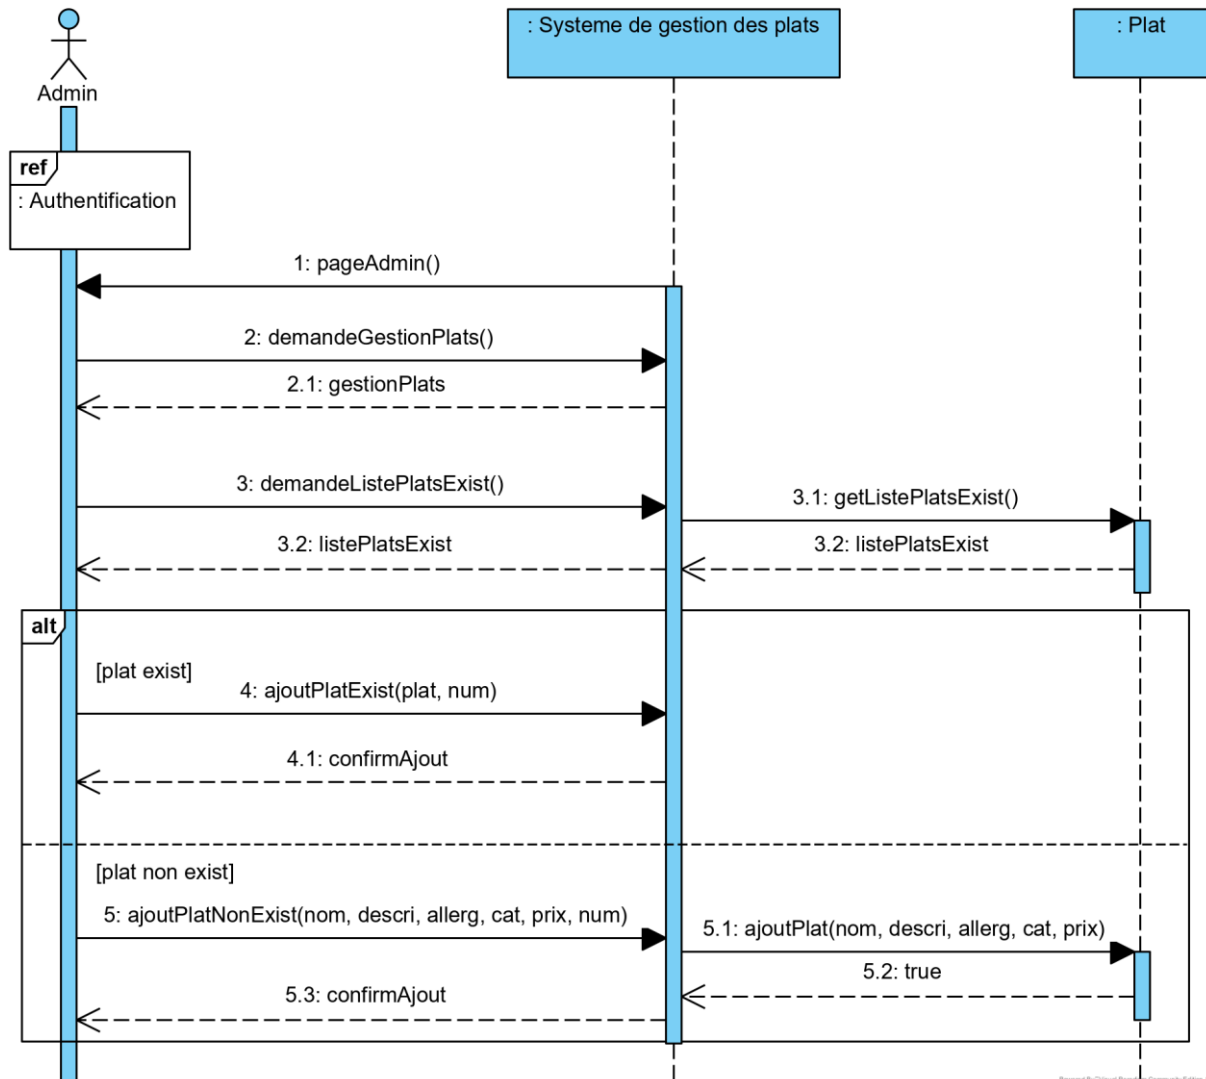 : Systeme de gestion des plats
: Plat
Admin
ref
: Authentification
1: pageAdmin()
2: demandeGestionPlats()
2.1: gestionPlats
3: demandeListePlatsExist()
3.1: getListePlatsExist()
3.2: listePlatsExist
3.2: listePlatsExist
alt
[plat exist]
4: ajoutPlatExist(plat, num)
4.1: confirmAjout
[plat non exist]
5: ajoutPlatNonExist(nom, descri, allerg, cat, prix, num)
5.1: ajoutPlat(nom, descri, allerg, cat, prix)
5.2: true
5.3: confirmAjout